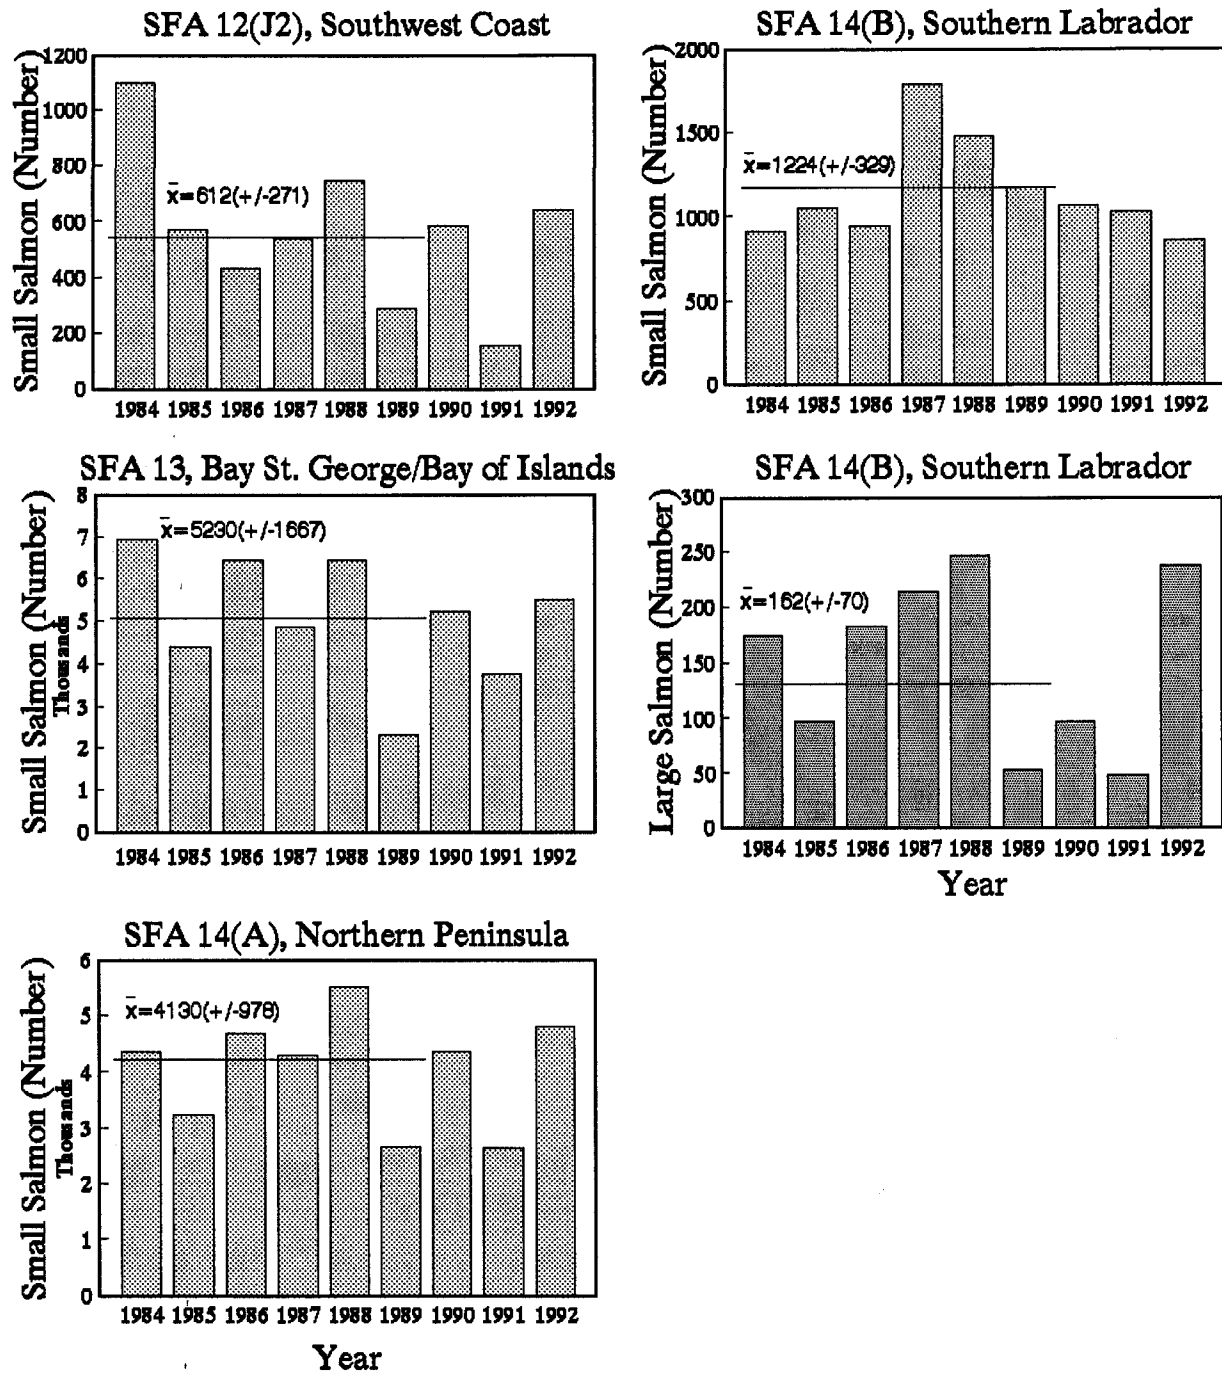 SFA 12(J2), Southwest Coast
Small Salmon (Number)
1200
1000
800
600
400
200
0
x̄=612(+/-271)
1984 1985 1986 1987 1988 1989 1990 1991 1992
SFA 14(B), Southern Labrador
Small Salmon (Number)
2000
1500
1000
500
0
x̄=1224(+/-329)
1984 1985 1986 1987 1988 1989 1990 1991 1992
SFA 13, Bay St. George/Bay of Islands
Small Salmon (Number)
Thousands
8
7
6
5
4
3
2
1
0
x̄=5230(+/-1667)
1984 1985 1986 1987 1988 1989 1990 1991 1992
SFA 14(B), Southern Labrador
Large Salmon (Number)
300
250
200
150
100
50
0
x̄=162(+/-70)
1984 1985 1986 1987 1988 1989 1990 1991 1992
Year
SFA 14(A), Northern Peninsula
Small Salmon (Number)
Thousands
6
5
4
3
2
1
0
x̄=4130(+/-978)
1984 1985 1986 1987 1988 1989 1990 1991 1992
Year